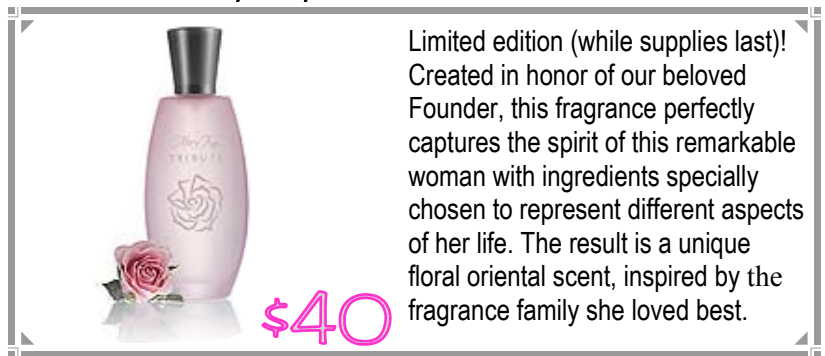 Mary Kay
TRIBUTE
$40
Limited edition (while supplies last)!
Created in honor of our beloved
Founder, this fragrance perfectly
captures the spirit of this remarkable
woman with ingredients specially
chosen to represent different aspects
of her life. The result is a unique
floral oriental scent, inspired by the
fragrance family she loved best.